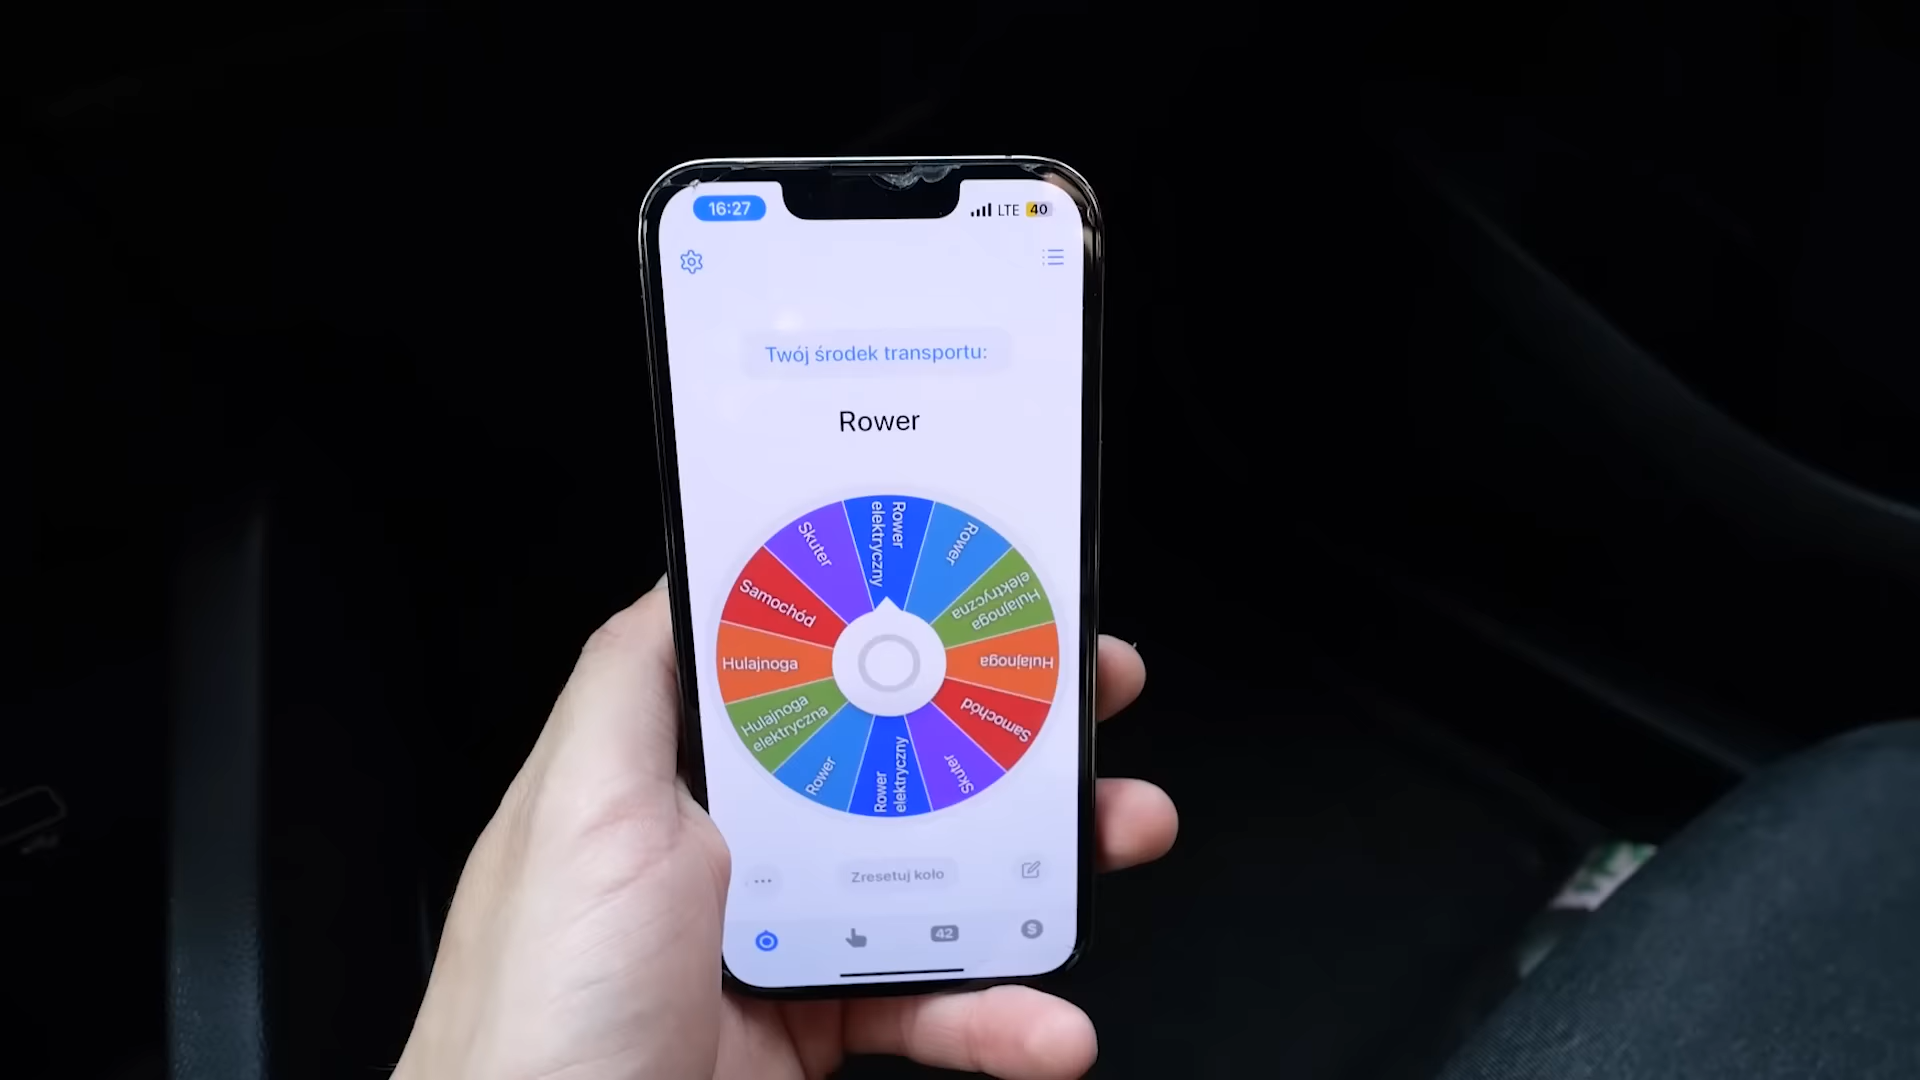 16:27
LTE 40
Twój środek transportu:
Rower
Rower
elektryczny
Rower
Hulajnoga
elektryczna
Hulajnoga
Samochód
Skuter
Rower
elektryczny
Rower
Hulajnoga
elektryczna
Hulajnoga
Samochód
Skuter
Zresetuj koło
42
$